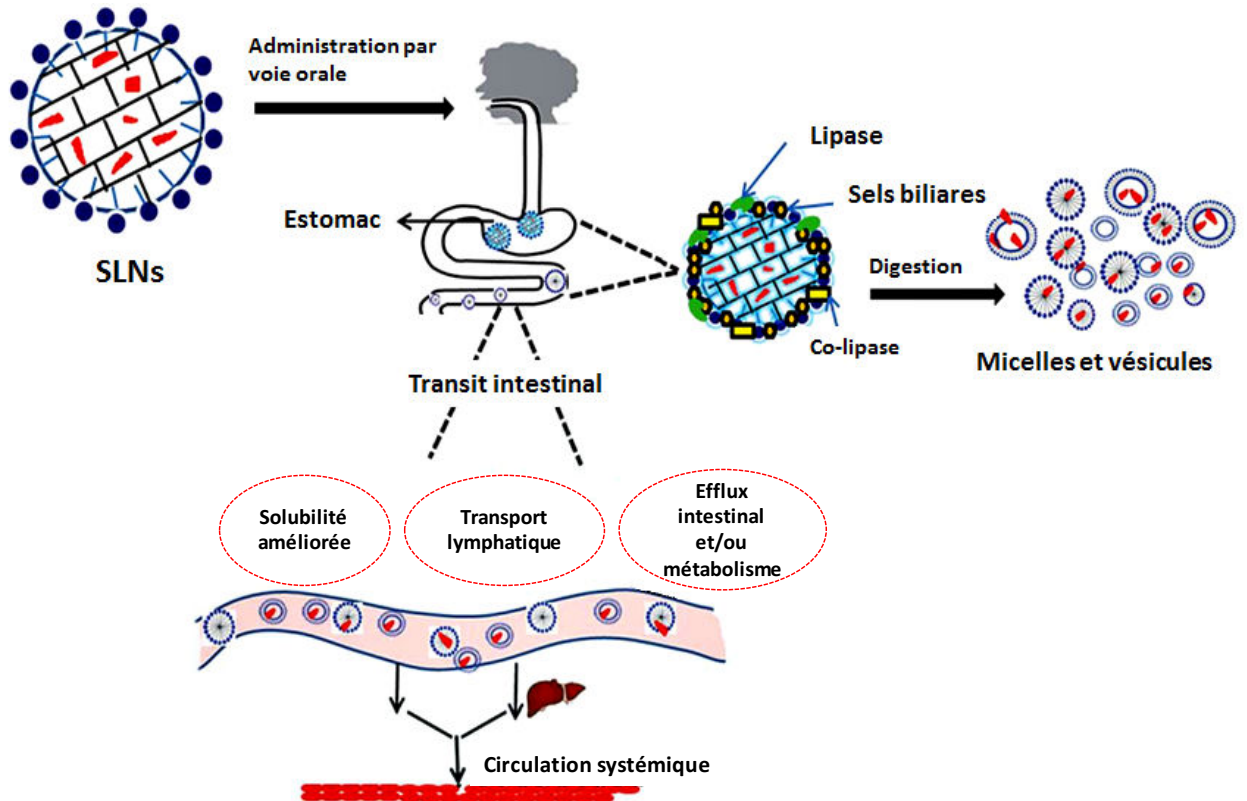 Administration par
voie orale
SLNs
Estomac
Lipase
Sels biliares
Digestion
Co-lipase
Micelles et vésicules
Transit intestinal
Solubilité
améliorée
Transport
lymphatique
Efflux
intestinal
et/ou
métabolisme
Circulation systémique